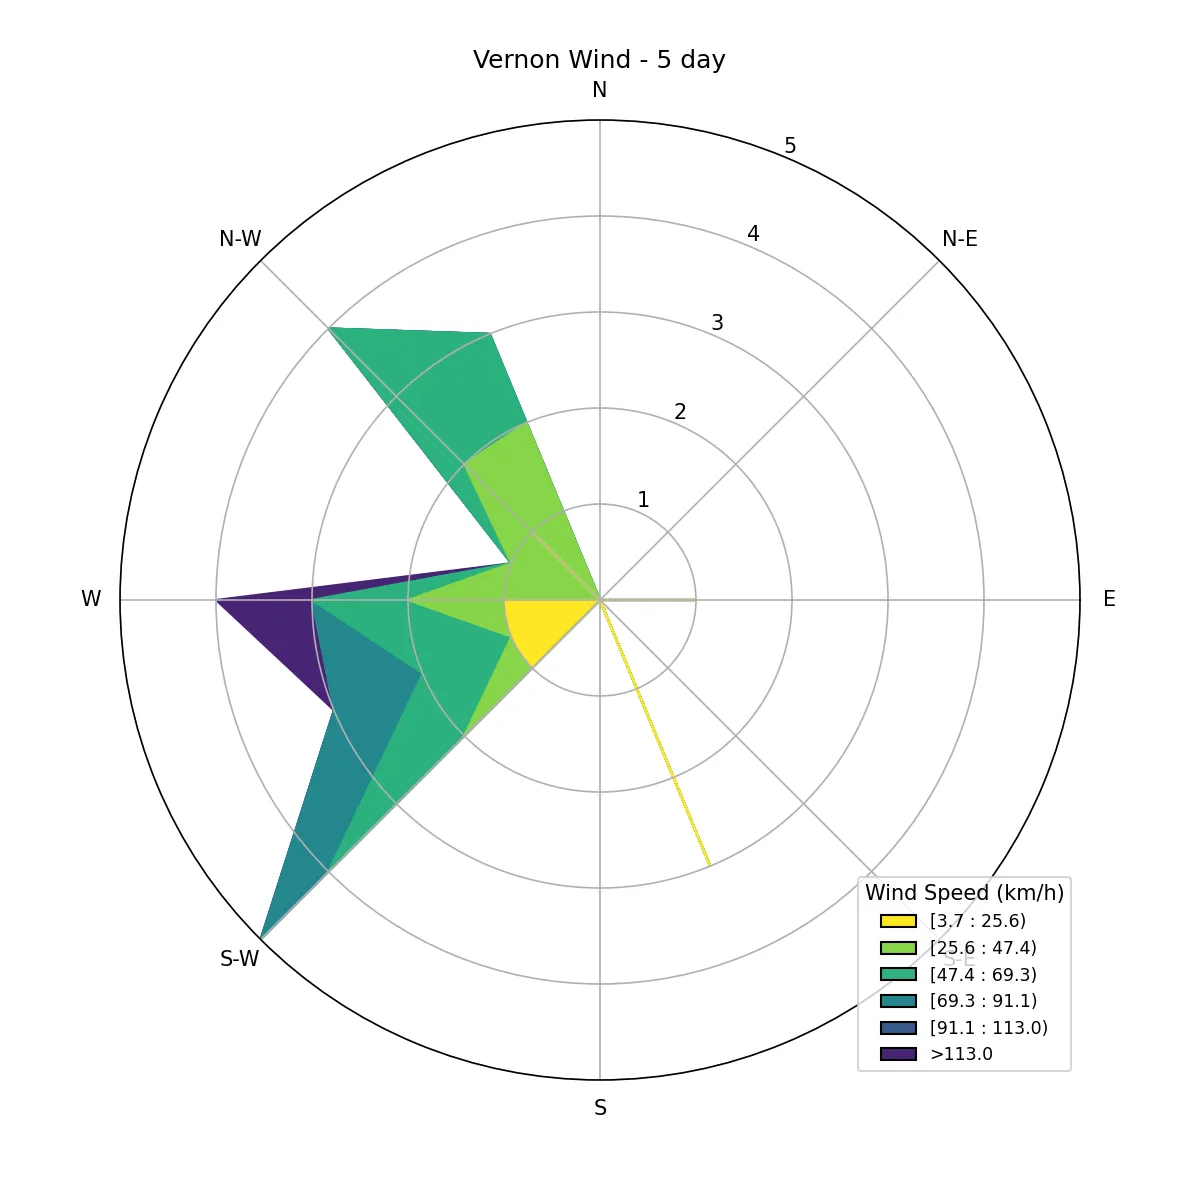 Vernon Wind - 5 day
N
5
N-W
N-E
4
3
2
1
W
E
S-W
S-E
Wind Speed (km/h)
[3.7 : 25.6)
[25.6 : 47.4)
[47.4 : 69.3)
[69.3 : 91.1)
[91.1 : 113.0)
>113.0
S